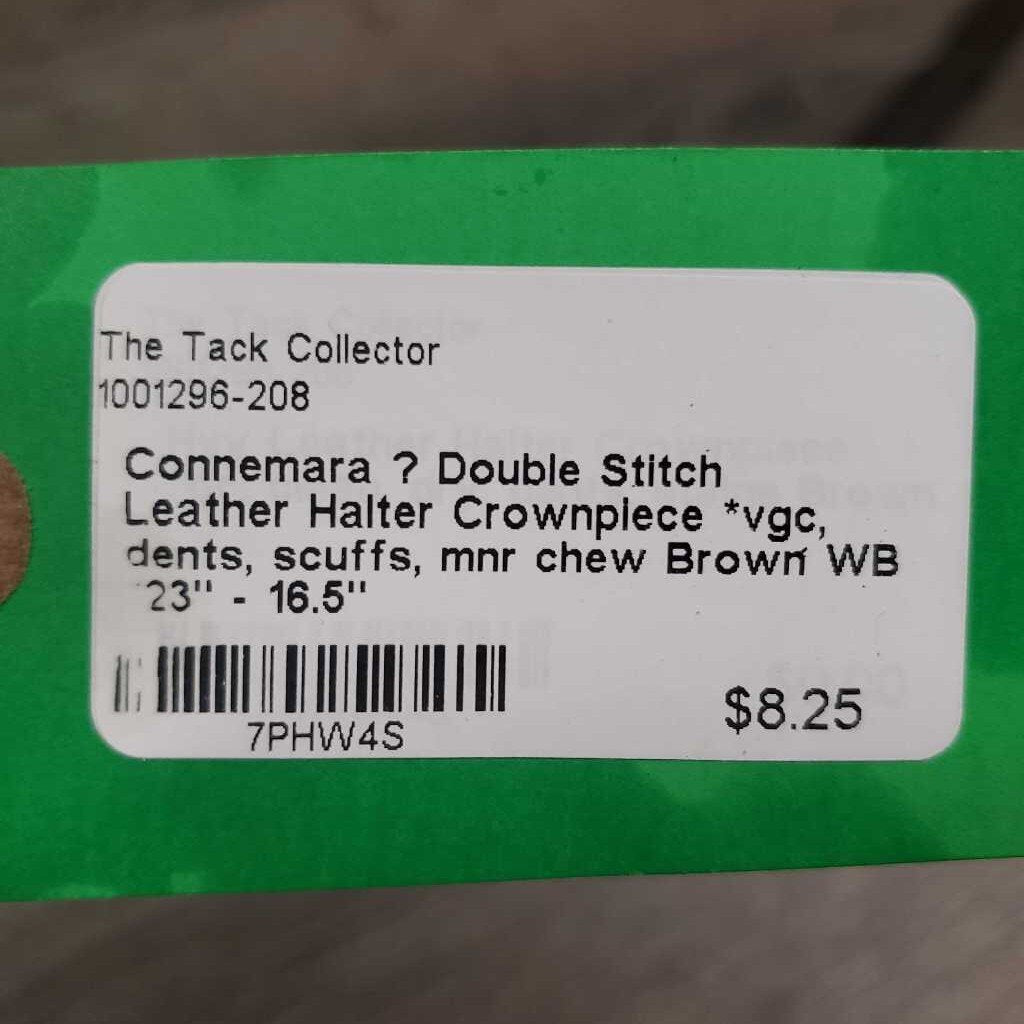 The Tack Collector
1001296-208
Connemara ? Double Stitch
Leather Halter Crownpiece *vgc,
dents, scuffs, mnr chew Brown WB
23" - 16.5"
7PHW4S
$8.25